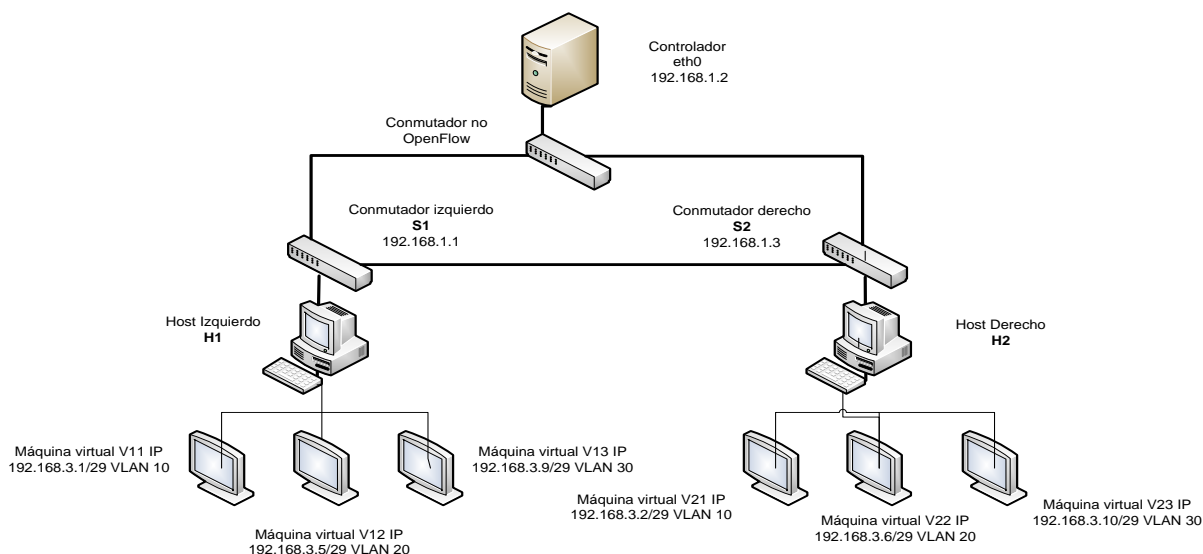 Controlador
eth0
192.168.1.2
Conmutador no
OpenFlow
Conmutador izquierdo
S1
192.168.1.1
Conmutador derecho
S2
192.168.1.3
Host Izquierdo
H1
Host Derecho
H2
Máquina virtual V11 IP
192.168.3.1/29 VLAN 10
Máquina virtual V12 IP
192.168.3.5/29 VLAN 20
Máquina virtual V13 IP
192.168.3.9/29 VLAN 30
Máquina virtual V21 IP
192.168.3.2/29 VLAN 10
Máquina virtual V22 IP
192.168.3.6/29 VLAN 20
Máquina virtual V23 IP
192.168.3.10/29 VLAN 30